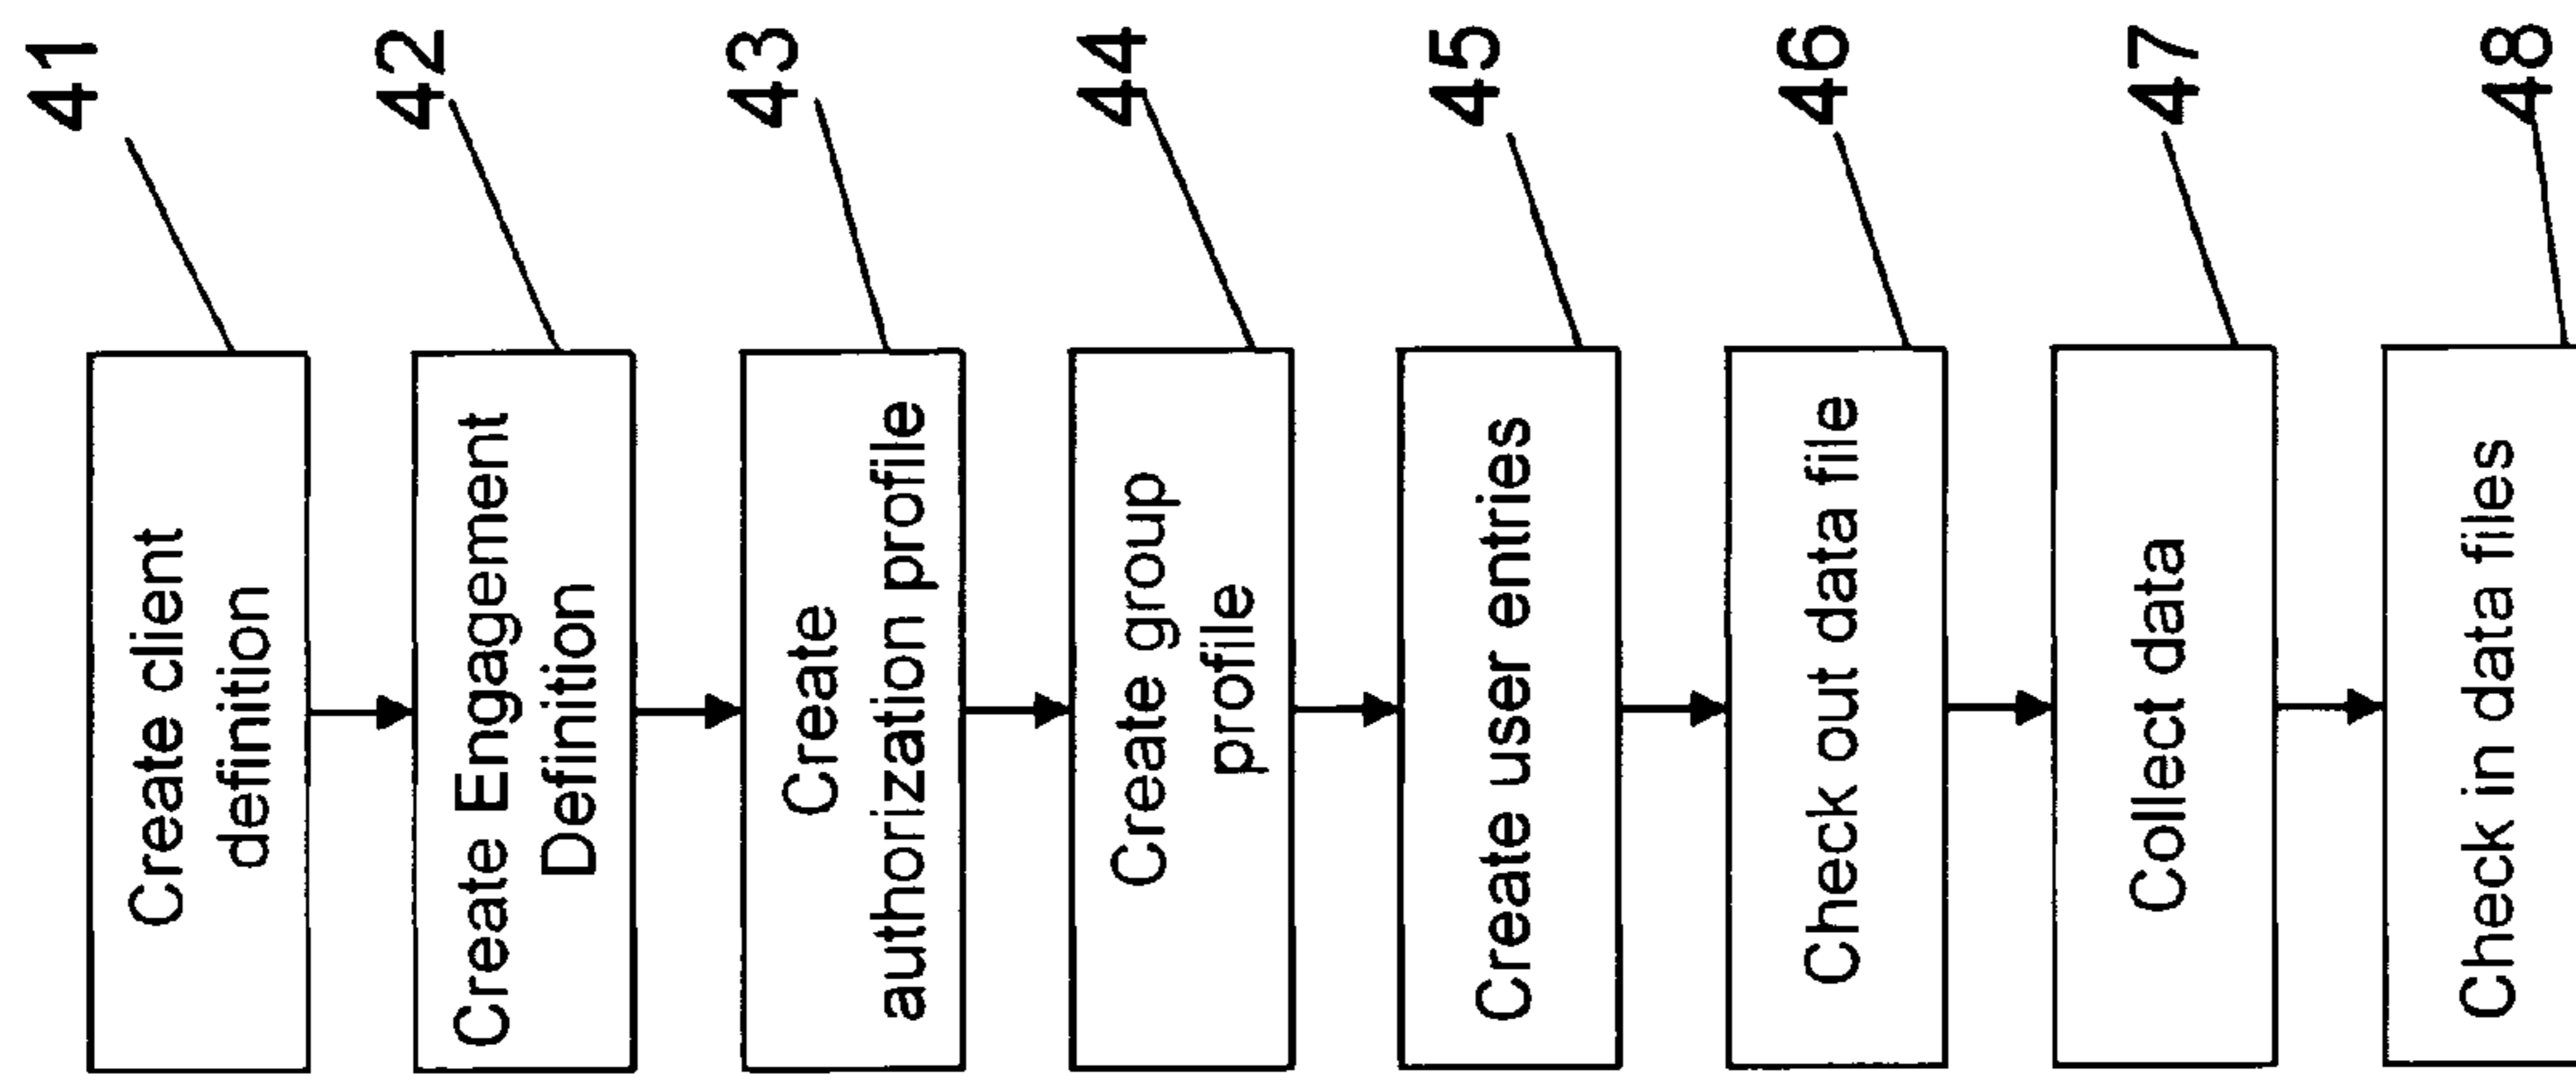 41
Create client
definition
42
Create Engagement
Definition
43
Create
authorization profile
44
Create group
profile
45
Create user entries
46
Check out data file
47
Collect data
48
Check in data files